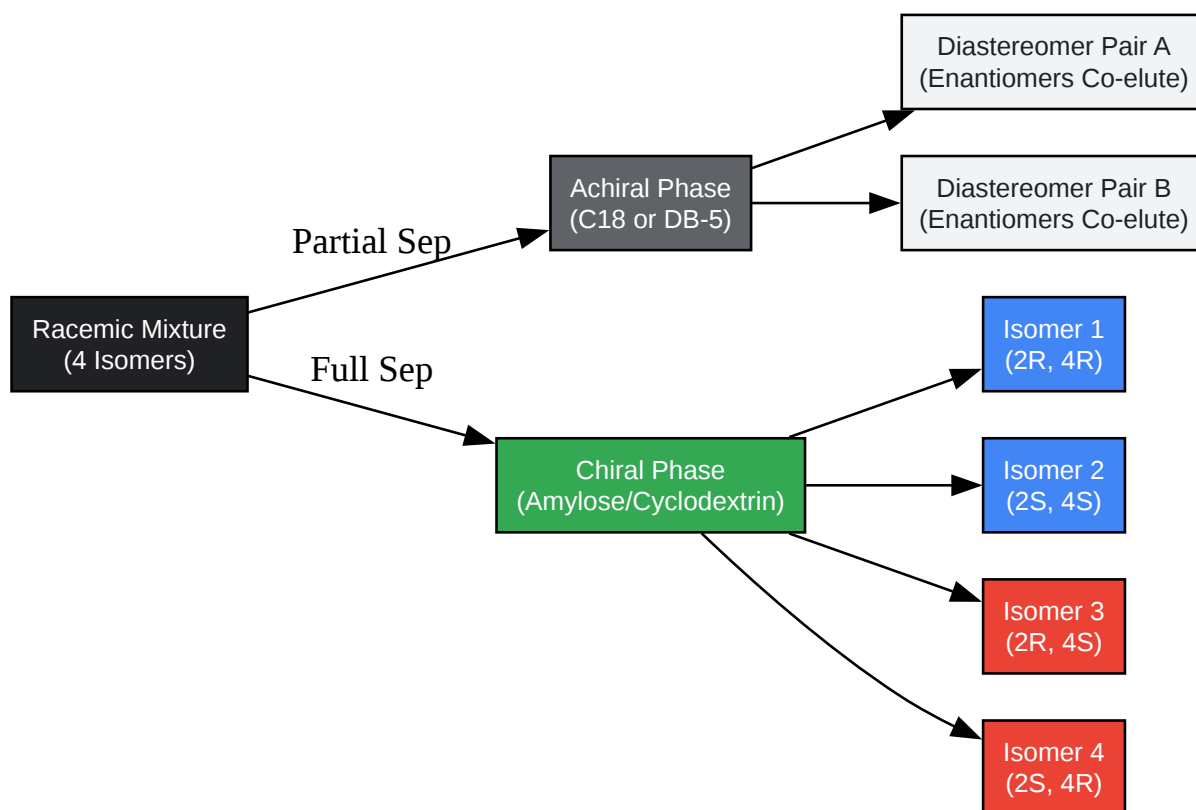 Diastereomer Pair A
(Enantiomers Co-elute)
Achiral Phase
(C18 or DB-5)
Diastereomer Pair B
(Enantiomers Co-elute)
Partial Sep
Racemic Mixture
(4 Isomers)
Full Sep
Isomer 1
(2R, 4R)
Chiral Phase
(Amylose/Cyclodextrin)
Isomer 2
(2S, 4S)
Isomer 3
(2R, 4S)
Isomer 4
(2S, 4R)